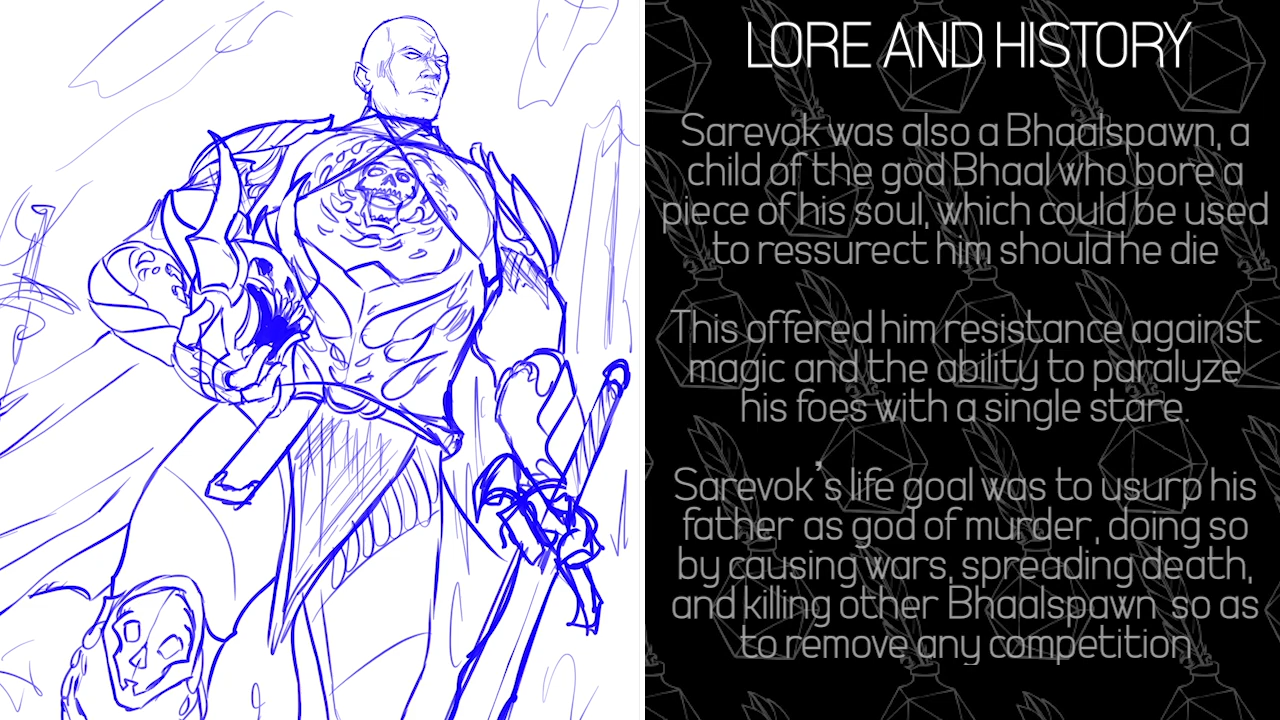 LORE AND HISTORY
Sarevok was also a Bhaalspawn, a
child of the god Bhaal who bore a
piece of his soul, which could be used
to ressurect him should he die
This offered him resistance against
magic and the ability to paralyze
his foes with a single stare.
Sarevok's life goal was to usurp his
father as god of murder, doing so
by causing wars, spreading death,
and killing other Bhaalspawn so as
to remove any competition